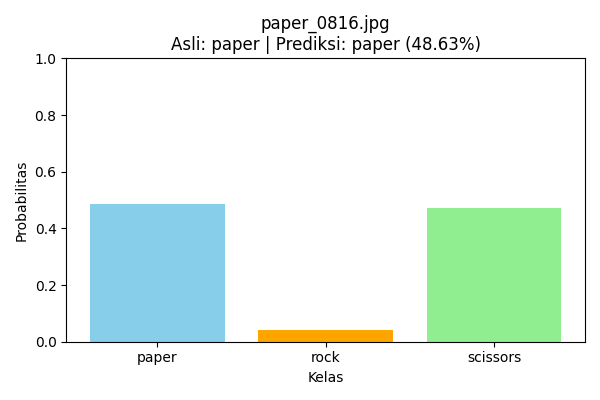 paper_0816.jpg
Asli: paper | Prediksi: paper (48.63%)
1.0
0.8
0.6
0.4
0.2
0.0
Probabilitas
paper
rock
scissors
Kelas